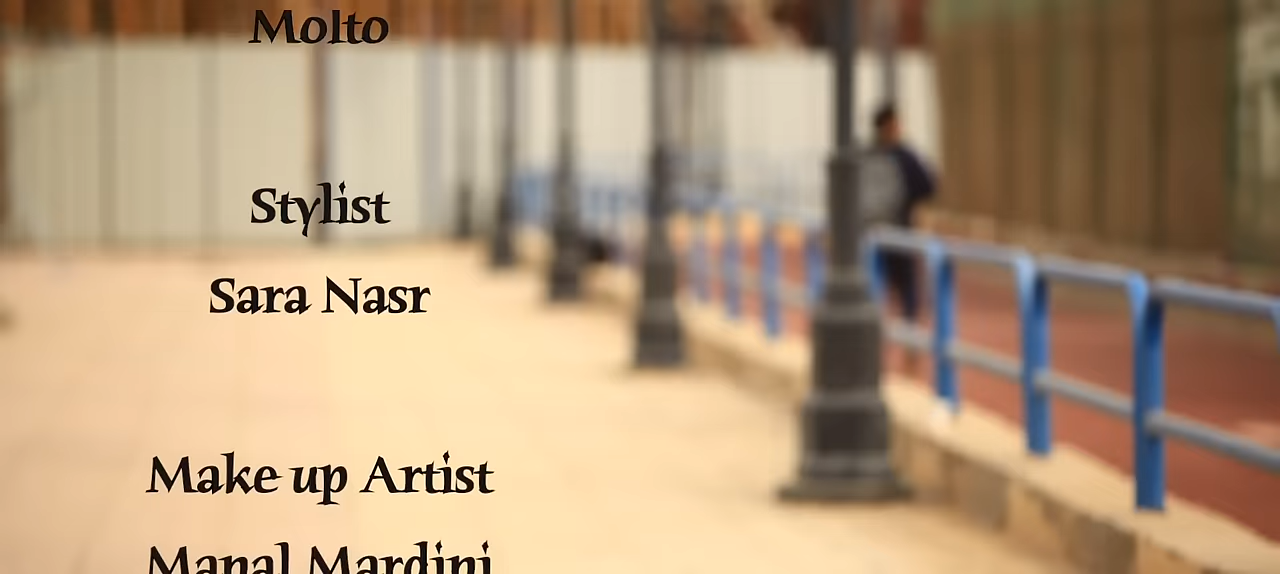 Molto
Stylist
Sara Nasr
Make up Artist
Manal Mardini